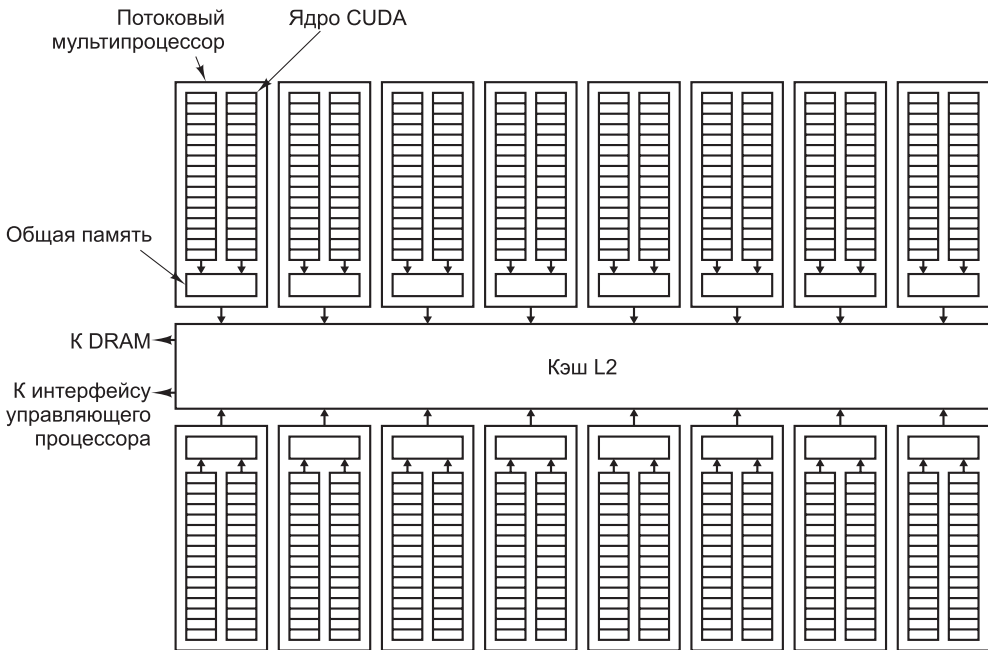 Потоковый
мультипроцессор
Ядро CUDA
Общая память
К DRAM
Кэш L2
К интерфейсу
управляющего
процессора